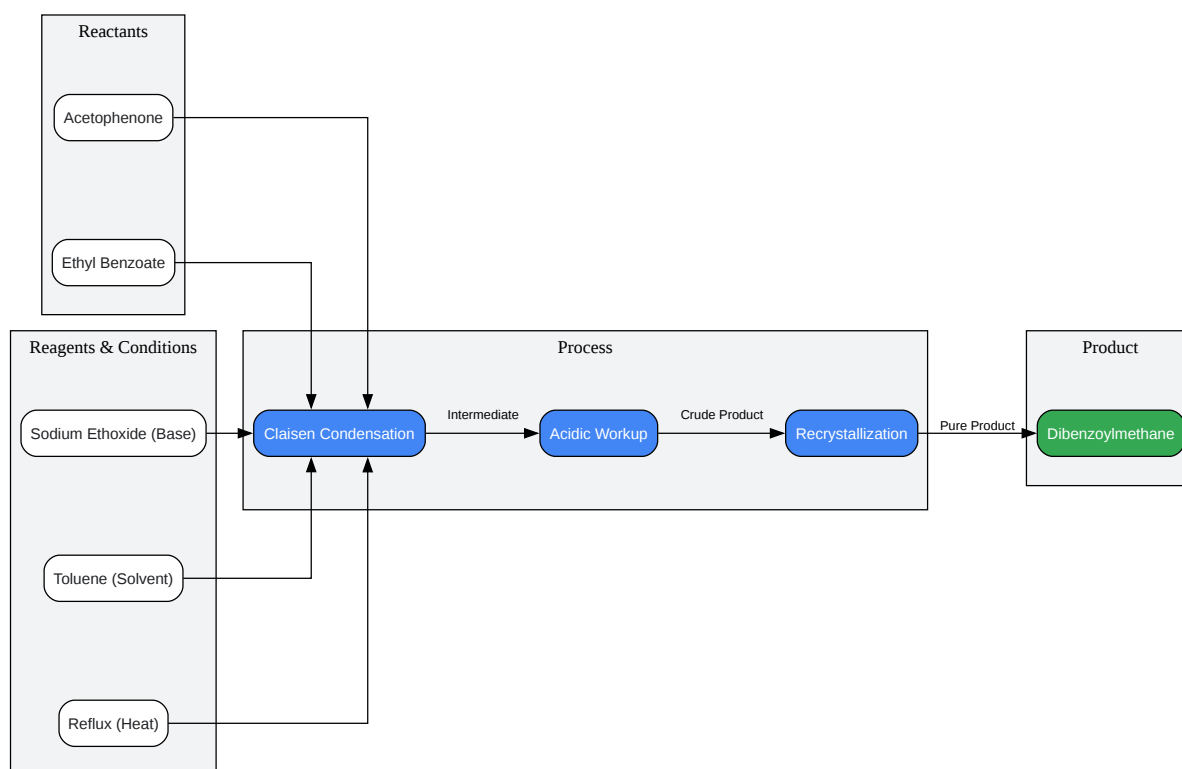 Reactants
Acetophenone
Ethyl Benzoate
Reagents & Conditions
Sodium Ethoxide (Base)
Toluene (Solvent)
Reflux (Heat)
Process
Claisen Condensation
Intermediate
Acidic Workup
Crude Product
Recrystallization
Pure Product
Product
Dibenzoylmethane